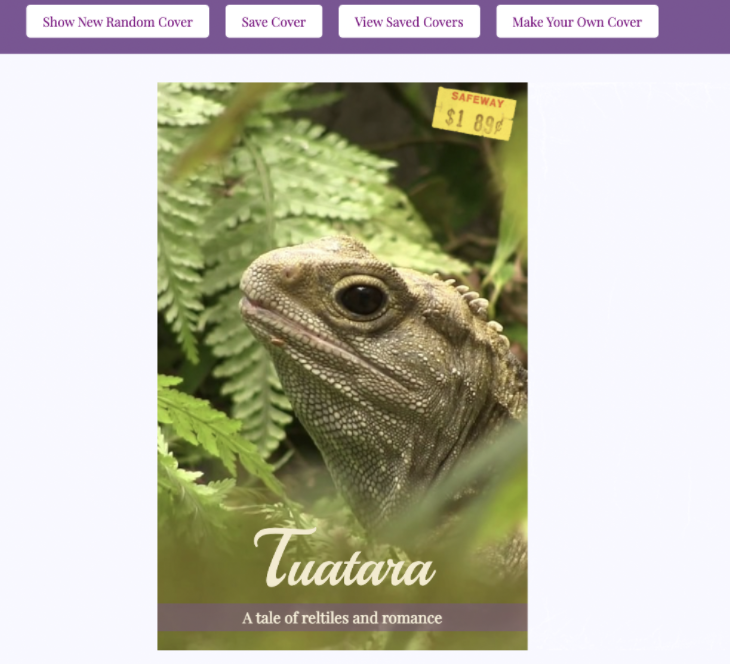 Show New Random Cover Save Cover View Saved Covers Make Your Own Cover
SAFEWAY
$1 89¢
Tuatara
A tale of reltiles and romance